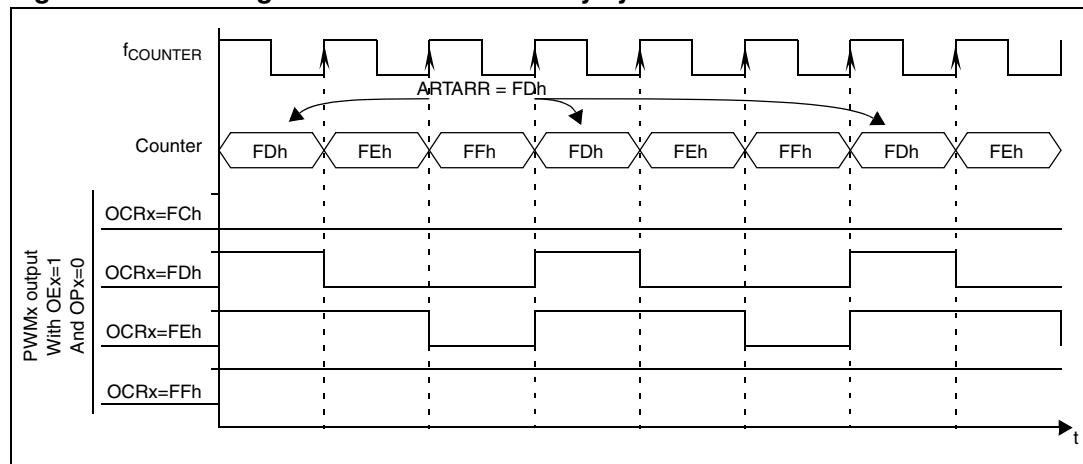 fCOUNTER
ARTARR = FDh
Counter
FDh FEh FFh FDh FEh FFh FDh FEh
PWMx output
With OEx=1
And OPx=0
OCRx=FCh
OCRx=FDh
OCRx=FEh
OCRx=FFh
t